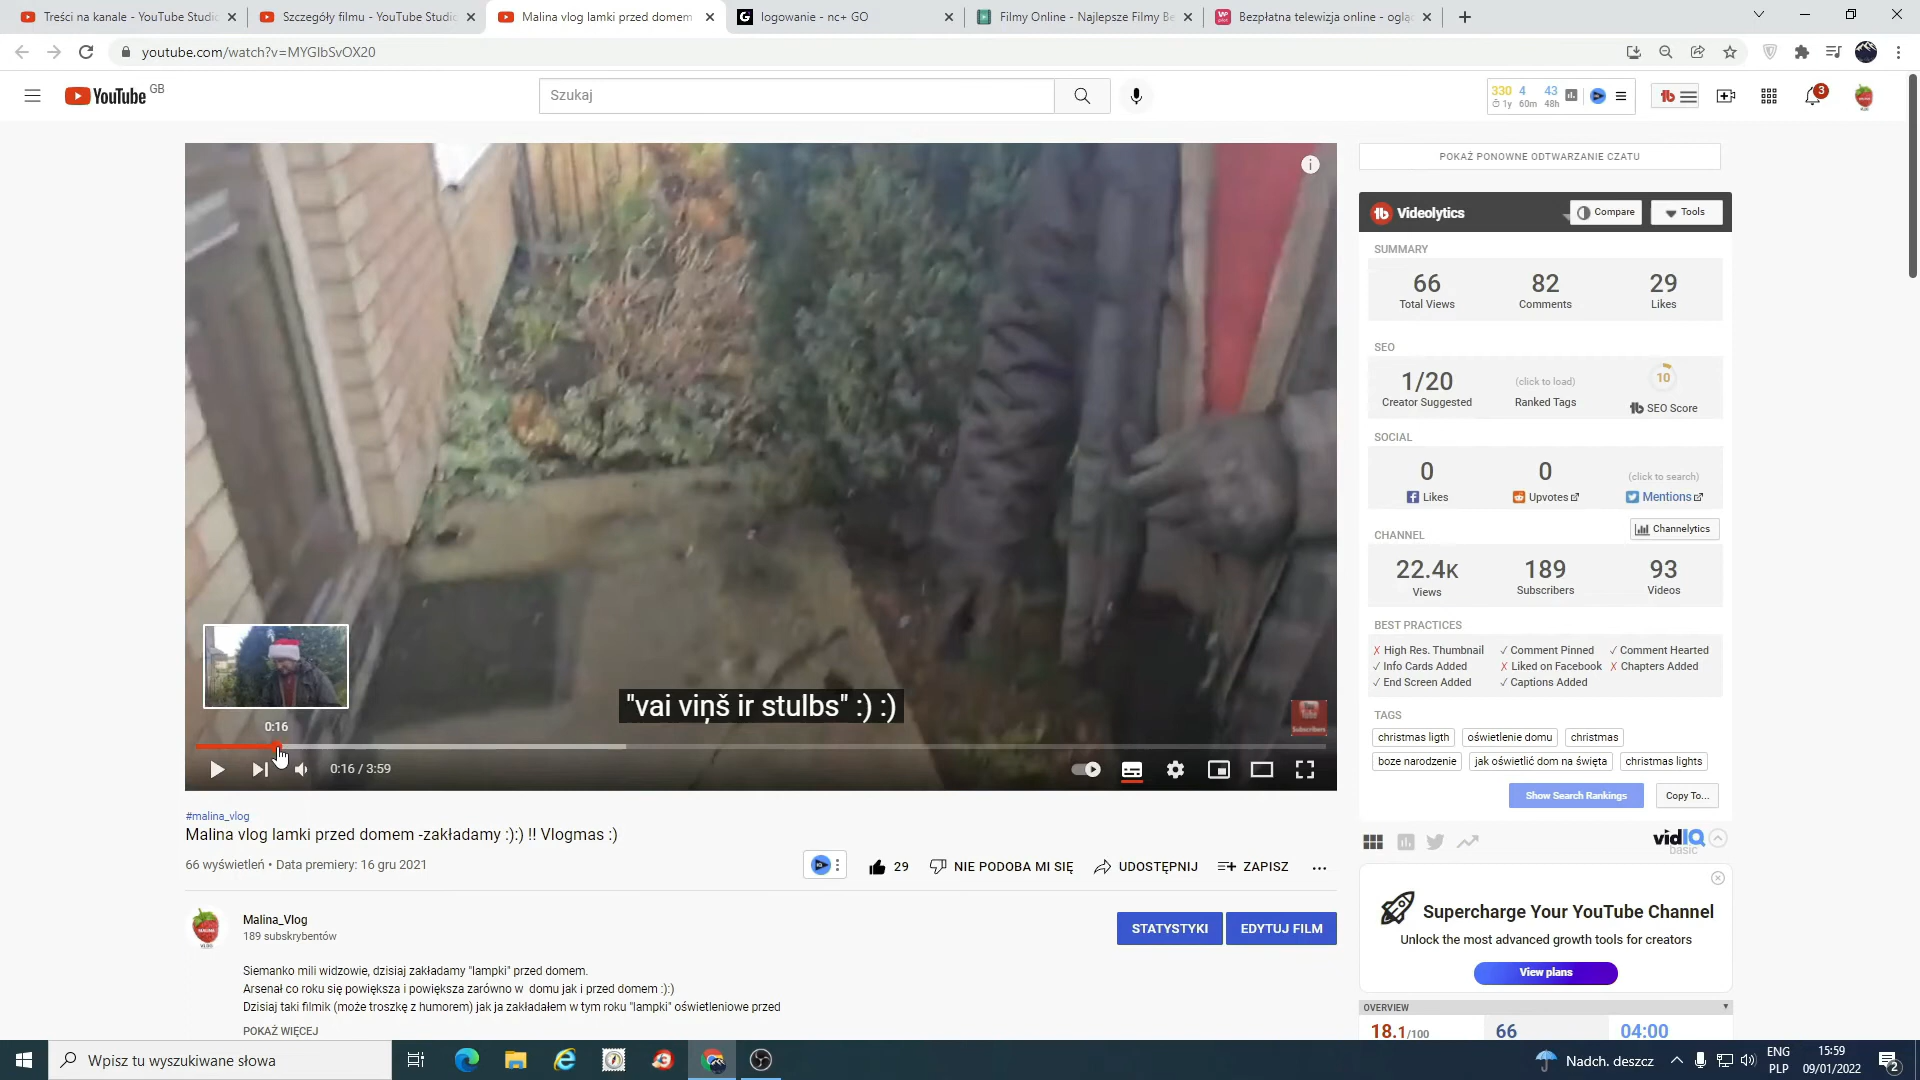 Treści na kanale - YouTube Studio
Szczegóły filmu - YouTube Studio
Malina vlog lamki przed domem
logowanie - nc+ GO
Filmy Online - Najlepsze Filmy Be
Bezpłatna telewizja online - oglą
youtube.com/watch?v=MYGIbSvOX20
YouTube GB
Szukaj
330 4 43
1y 60m 48h
3
POKAŻ PONOWNE ODTWARZANIE CZATU
Videolytics
Compare
Tools
SUMMARY
66 82 29
Total Views Comments Likes
SEO
1/20 (click to load) 10
Creator Suggested Ranked Tags SEO Score
SOCIAL
0 0 (click to search)
Likes Upvotes Mentions
CHANNEL
Channelytics
22.4K 189 93
Views Subscribers Videos
BEST PRACTICES
X High Res. Thumbnail ✓ Comment Pinned ✓ Comment Hearted
✓ Info Cards Added X Liked on Facebook X Chapters Added
✓ End Screen Added ✓ Captions Added
TAGS
christmas ligth oświetlenie domu christmas
boze narodzenie jak oświetlić dom na święta christmas lights
Show Search Rankings Copy To...
vidIQ
basic
Supercharge Your YouTube Channel
Unlock the most advanced growth tools for creators
View plans
OVERVIEW
18.1/100 66 04:00
"vai viņš ir stulbs" :) :)
You Tube
Subscribers
0:16
0:16 / 3:59
#malina_vlog
Malina vlog lamki przed domem -zakładamy :):) !! Vlogmas :)
66 wyświetleń • Data premiery: 16 gru 2021
29 NIE PODOBA MI SIĘ UDOSTĘPNIJ ZAPISZ ...
Malina_Vlog
189 subskrybentów
STATYSTYKI EDYTUJ FILM
Siemanko mili widzowie, dzisiaj zakładamy "lampki" przed domem.
Arsenał co roku się powiększa i powiększa zarówno w domu jak i przed domem :):)
Dzisiaj taki filmik (może troszkę z humorem) jak ja zakładałem w tym roku "lampki" oświetleniowe przed
POKAŻ WIĘCEJ
Wpisz tu wyszukiwane słowa
Nadch. deszcz
ENG
PLP
15:59
09/01/2022
2